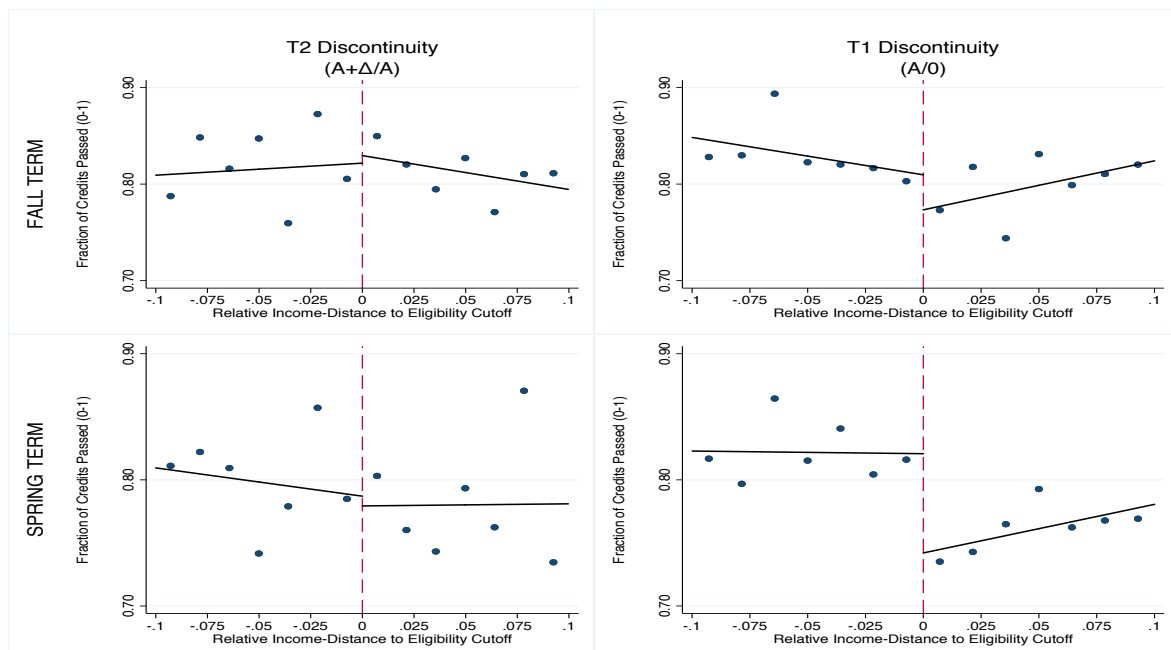 T2 Discontinuity
(A+Δ/A)
FALL TERM
Fraction of Credits Passed (0-1)
0.90
0.80
0.70
-.1 -.075 -.05 -.025 0 .025 .05 .075 .1
Relative Income-Distance to Eligibility Cutoff
T1 Discontinuity
(A/0)
Fraction of Credits Passed (0-1)
0.90
0.80
0.70
-.1 -.075 -.05 -.025 0 .025 .05 .075 .1
Relative Income-Distance to Eligibility Cutoff
SPRING TERM
Fraction of Credits Passed (0-1)
0.90
0.80
0.70
-.1 -.075 -.05 -.025 0 .025 .05 .075 .1
Relative Income-Distance to Eligibility Cutoff
Fraction of Credits Passed (0-1)
0.90
0.80
0.70
-.1 -.075 -.05 -.025 0 .025 .05 .075 .1
Relative Income-Distance to Eligibility Cutoff